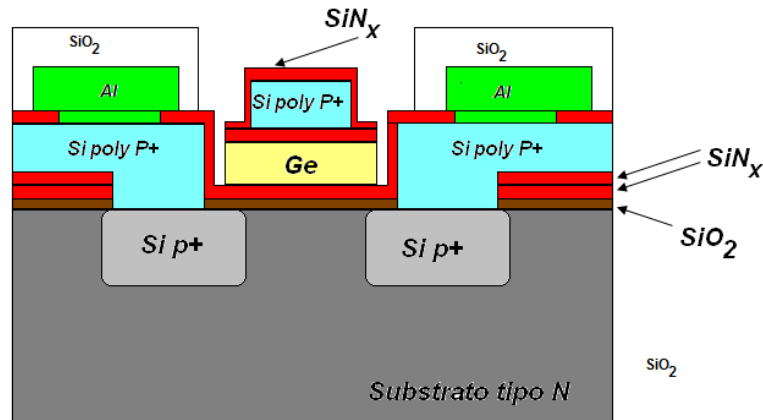 SiNX
SiO2
SiO2
Al
Al
Si poly P+
Si poly P+
Si poly P+
SiNX
Ge
SiO2
Si p+
Si p+
SiO2
Substrato tipo N